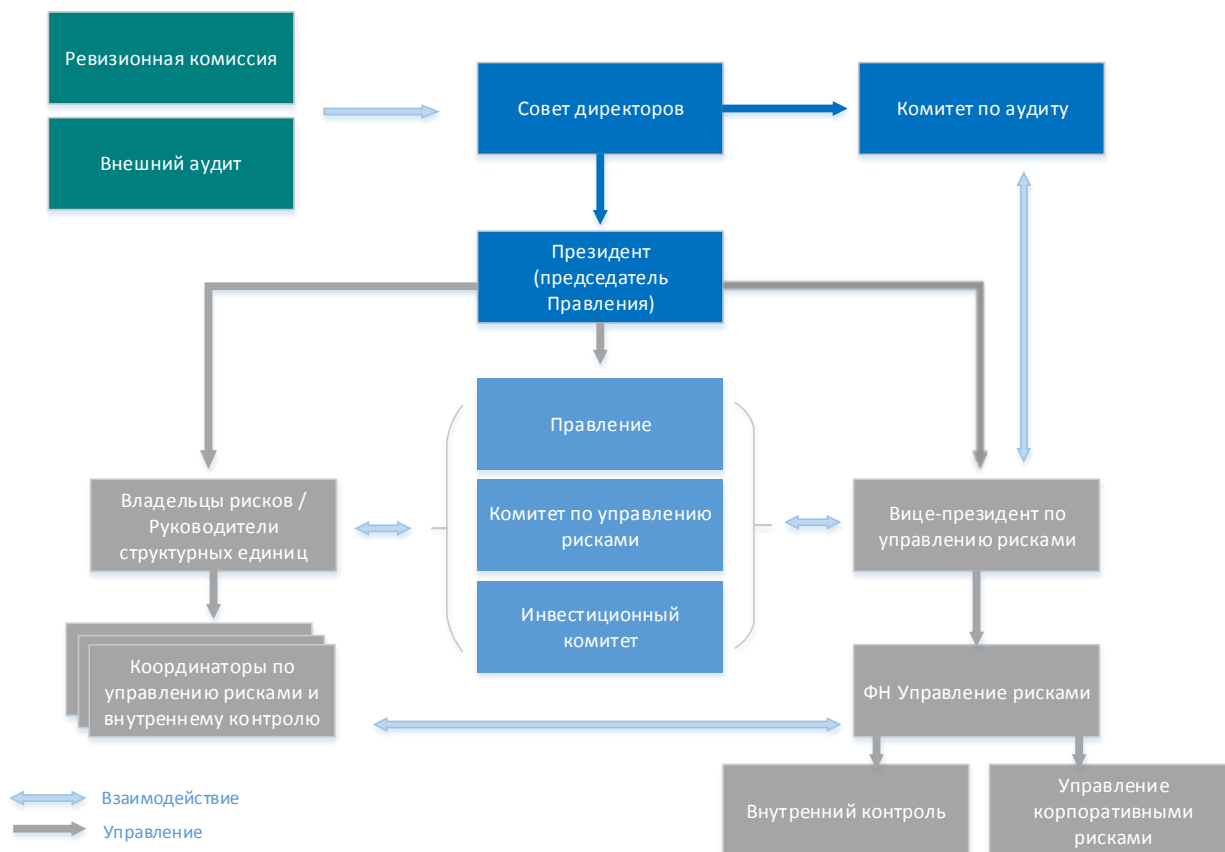 Ревизионная комиссия
Внешний аудит
Совет директоров
Комитет по аудиту
Президент
(председатель
Правления)
Правление
Комитет по управлению
рисками
Инвестиционный
комитет
Владельцы рисков /
Руководители
структурных единиц
Вице-президент по
управлению рисками
Координаторы по
управлению рисками и
внутреннему контролю
ФН Управление рисками
Внутренний контроль
Управление
корпоративными
рисками
Взаимодействие
Управление